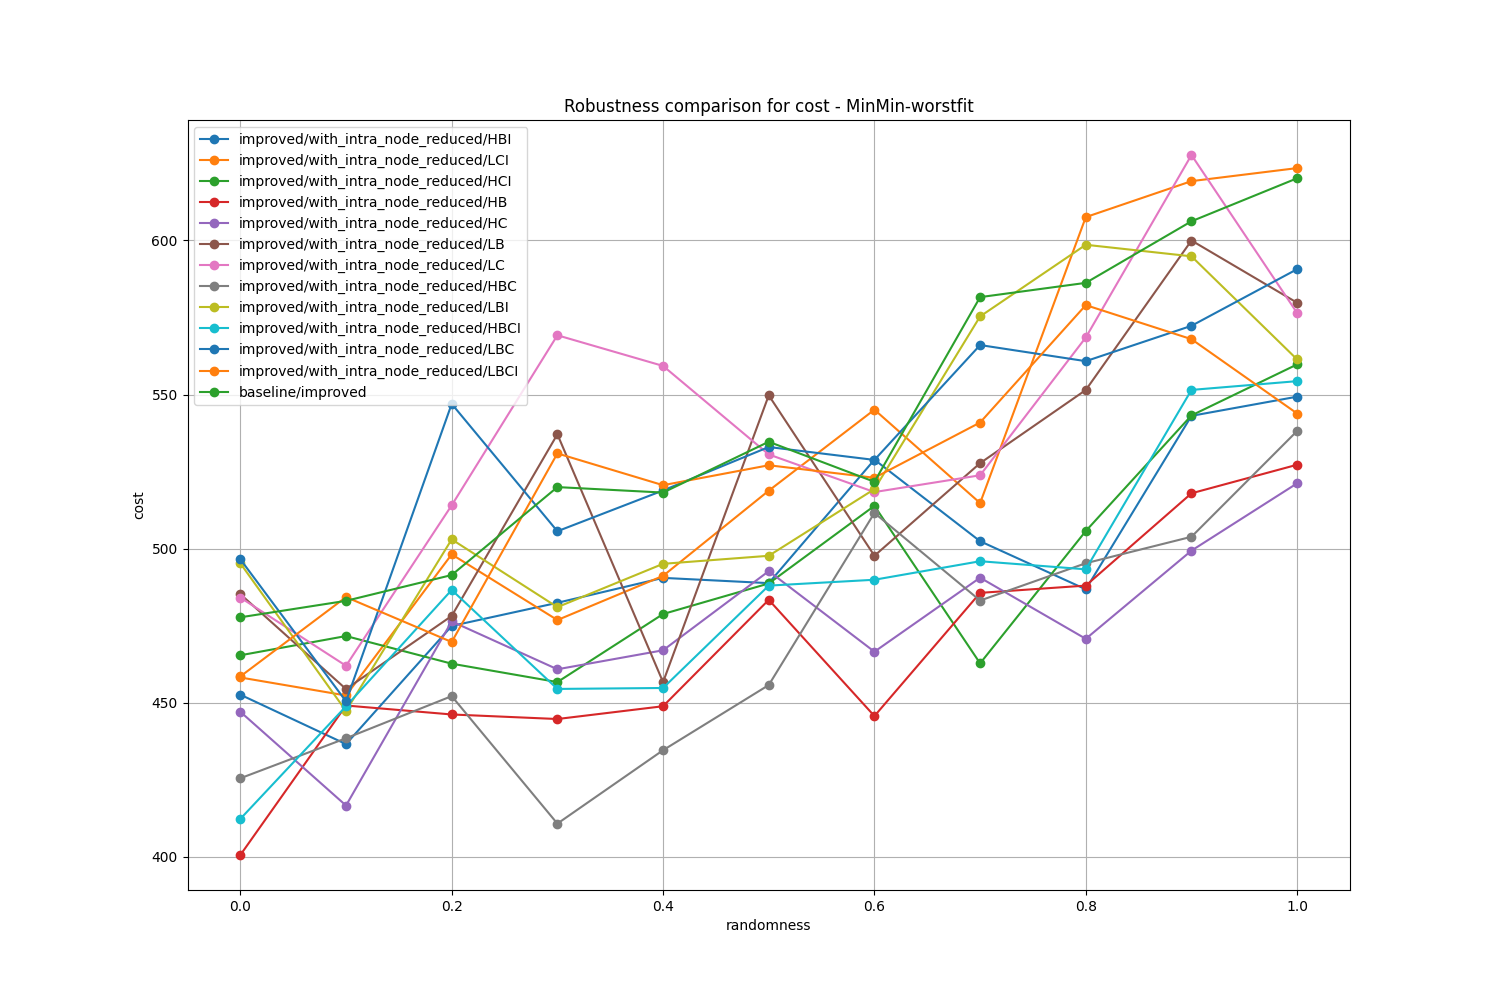 Robustness comparison for cost - MinMin-worstfit
improved/with_intra_node_reduced/HBI
improved/with_intra_node_reduced/LCI
improved/with_intra_node_reduced/HCI
improved/with_intra_node_reduced/HB
improved/with_intra_node_reduced/HC
improved/with_intra_node_reduced/LB
improved/with_intra_node_reduced/LC
improved/with_intra_node_reduced/HBC
improved/with_intra_node_reduced/LBI
improved/with_intra_node_reduced/HBCI
improved/with_intra_node_reduced/LBC
improved/with_intra_node_reduced/LBCI
baseline/improved
600
550
500
450
400
cost
0.0 0.2 0.4 0.6 0.8 1.0
randomness